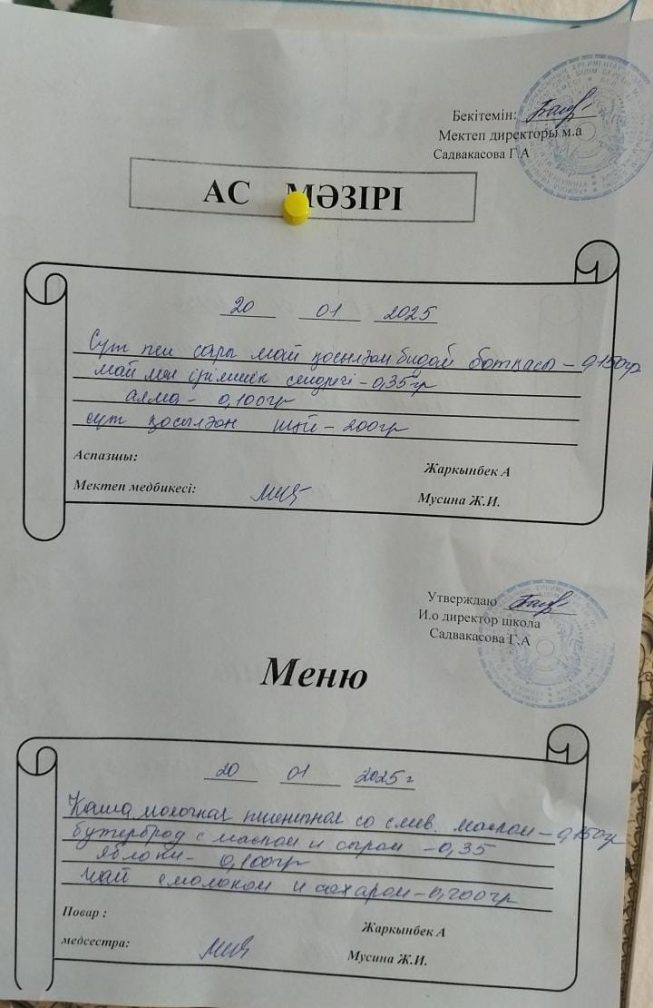 Бекітемін:
Мектеп директоры м.а
Садвакасова Г.А
АС МӘЗІРІ
20 01 2025
Сүт пен сары май қосылған бидай ботқасы – 0,150гр
май мен ірімшік сендвегі – 0,35гр
алма – 0,100гр
сүт қосылған шәй – 200гр
Аспазшы:
Жаркынбек А
Мектеп медбикесі:
Мусина Ж.И.
Утверждаю
И.о директор школа
Садвакасова Г.А
Меню
20 01 2025 г
Каша молочная пшеничная со слив. маслом – 0,150гр
бутерброд с маслом и сыром – 0,35
яблоки – 0,100гр
Чай с молоком и сахаром – 0,200гр
Повар :
Жаркынбек А
медсестра:
Мусина Ж.И.